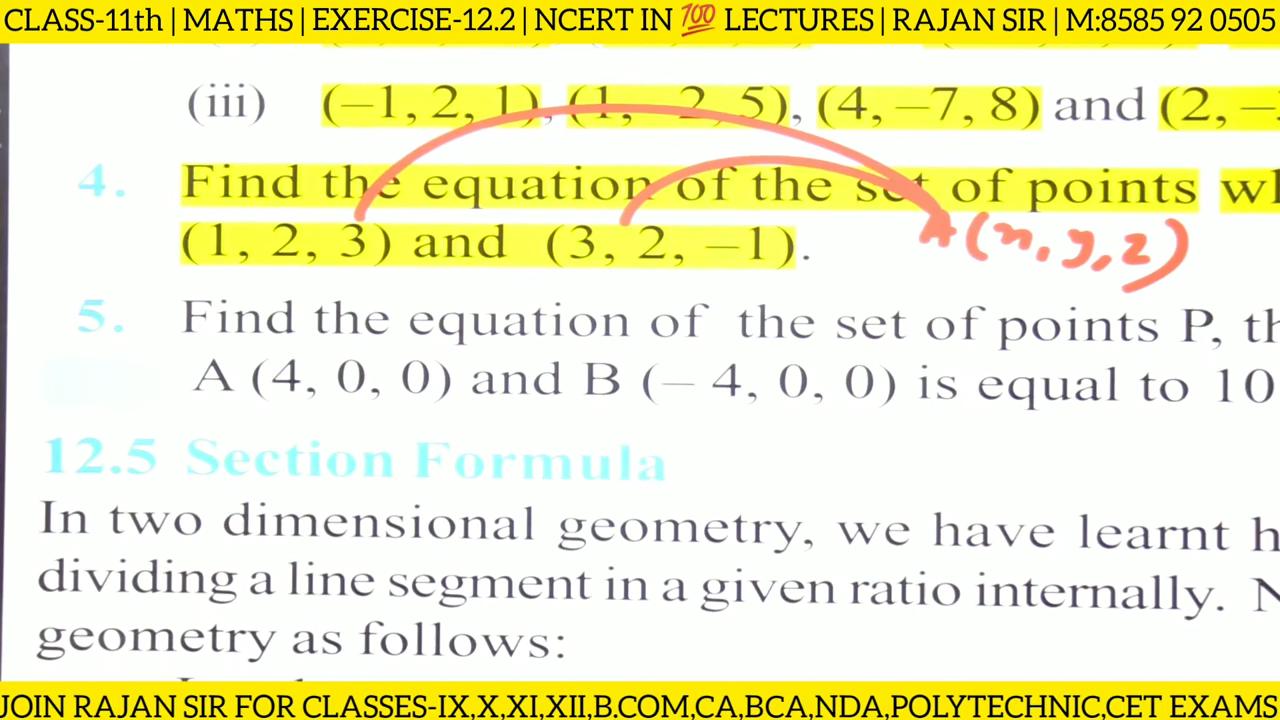 CLASS-11th | MATHS | EXERCISE-12.2 | NCERT IN 💯 LECTURES | RAJAN SIR | M:8585 92 0505
(iii) (–1, 2, 1), (1, –2, 5), (4, –7, 8) and (2, –
4. Find the equation of the set of points
(1, 2, 3) and (3, 2, –1).
A(x, y, z)
5. Find the equation of the set of points P, th
A (4, 0, 0) and B (– 4, 0, 0) is equal to 10
12.5 Section Formula
In two dimensional geometry, we have learnt h
dividing a line segment in a given ratio internally. N
geometry as follows:
JOIN RAJAN SIR FOR CLASSES-IX,X,XI,XII,B.COM,CA,BCA,NDA,POLYTECHNIC,CET EXAMS